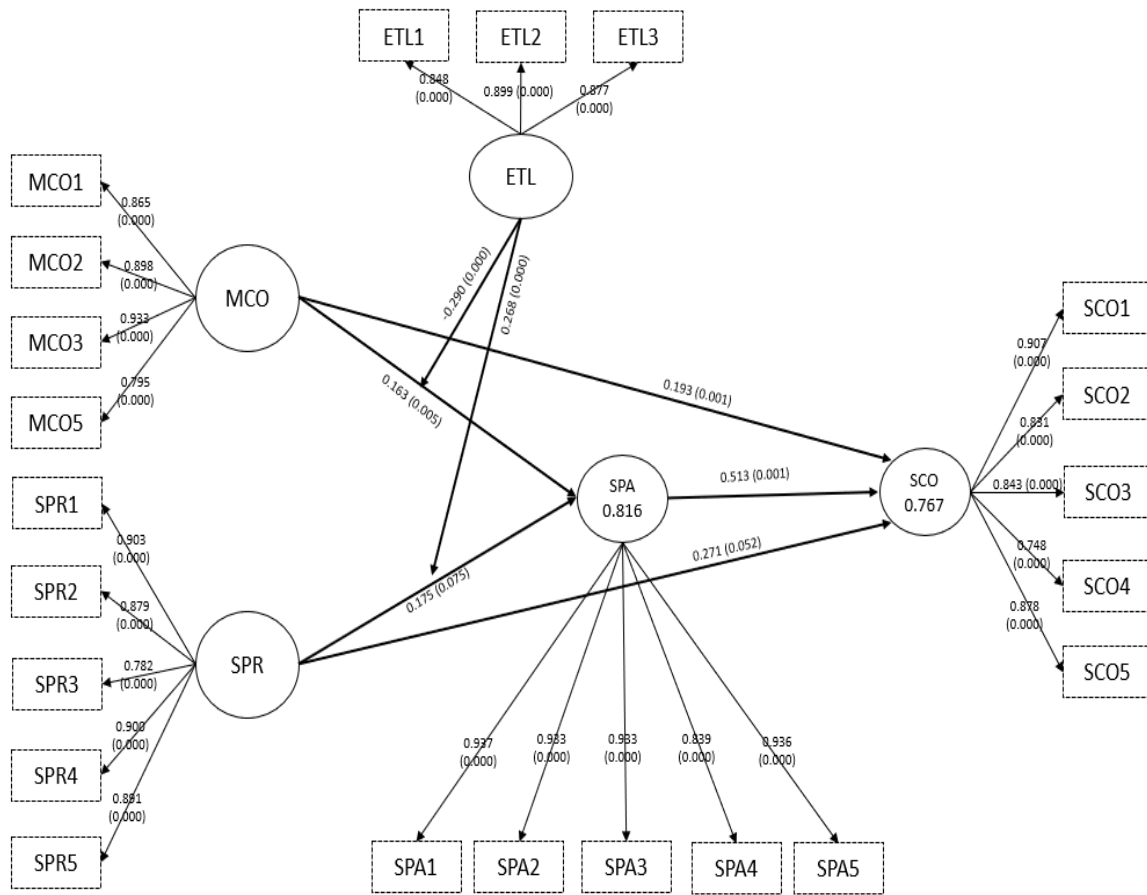 ETL1
ETL2
ETL3
0.848
(0.000)
0.899 (0.000)
0.877
(0.000)
ETL
MCO1
MCO2
MCO3
MCO5
0.865
(0.000)
0.898
(0.000)
0.933
(0.000)
0.795
(0.000)
MCO
-0.290 (0.000)
0.268 (0.000)
0.163 (0.005)
0.193 (0.001)
SPR1
SPR2
SPR3
SPR4
SPR5
0.903
(0.000)
0.879
(0.000)
0.782
(0.000)
0.900
(0.000)
0.891
(0.000)
SPR
0.175 (0.075)
0.271 (0.052)
SPA
0.816
0.513 (0.001)
SCO
0.767
0.907
(0.000)
0.831
(0.000)
0.843 (0.000)
0.748
(0.000)
0.878
(0.000)
SCO1
SCO2
SCO3
SCO4
SCO5
0.937
(0.000)
0.933
(0.000)
0.933
(0.000)
0.839
(0.000)
0.936
(0.000)
SPA1
SPA2
SPA3
SPA4
SPA5